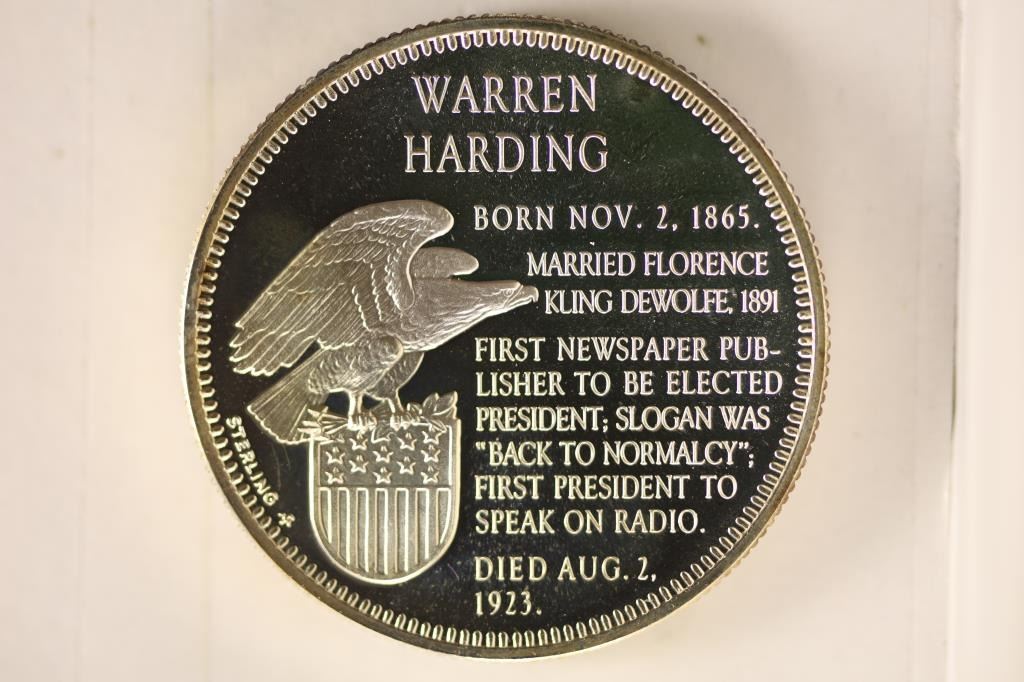 WARREN
HARDING
BORN NOV. 2, 1865.
MARRIED FLORENCE
KLING DEWOLFE, 1891
FIRST NEWSPAPER PUB-
LISHER TO BE ELECTED
PRESIDENT; SLOGAN WAS
"BACK TO NORMALCY";
FIRST PRESIDENT TO
SPEAK ON RADIO.
DIED AUG. 2,
1923.
STERLING